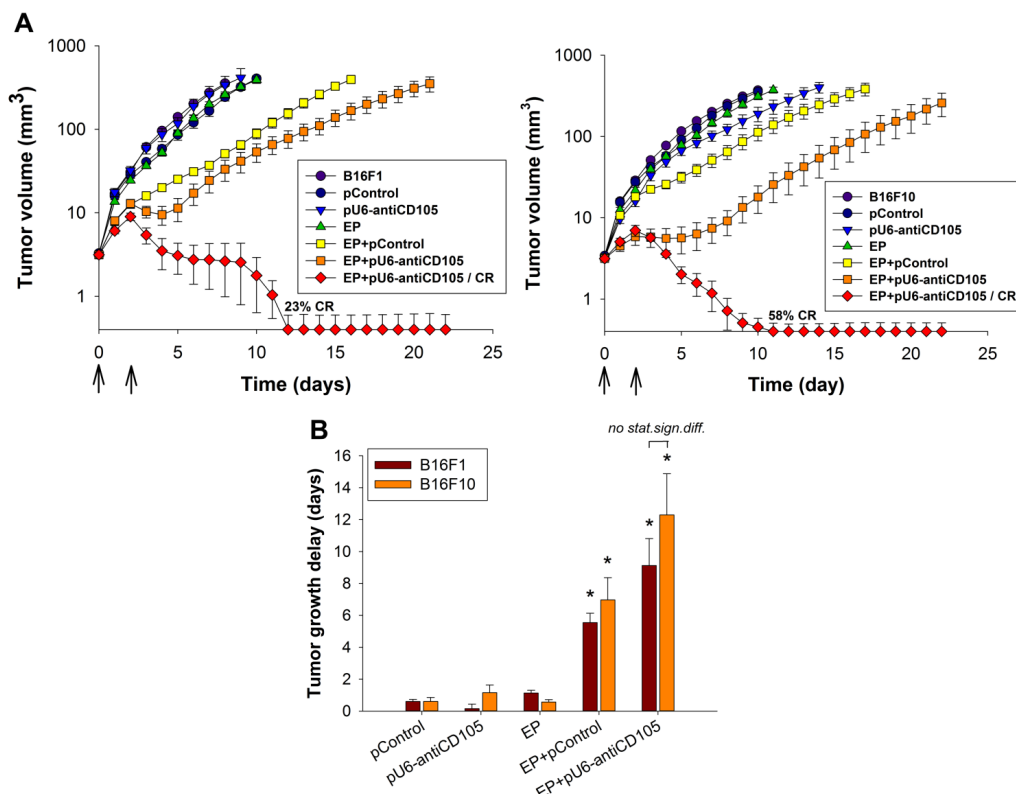 A
Tumor volume (mm3)
1000
100
10
1
B16F1
pControl
pU6-antiCD105
EP
EP+pControl
EP+pU6-antiCD105
EP+pU6-antiCD105 / CR
23% CR
0 5 10 15 20 25
Time (days)
Tumor volume (mm3)
1000
100
10
1
B16F10
pControl
pU6-antiCD105
EP
EP+pControl
EP+pU6-antiCD105
EP+pU6-antiCD105 / CR
58% CR
0 5 10 15 20 25
Time (day)
B
no stat.sign.diff.
Tumor growth delay (days)
16
14
12
10
8
6
4
2
0
B16F1
B16F10
* * * *
pControl
pU6-antiCD105
EP
EP+pControl
EP+pU6-antiCD105